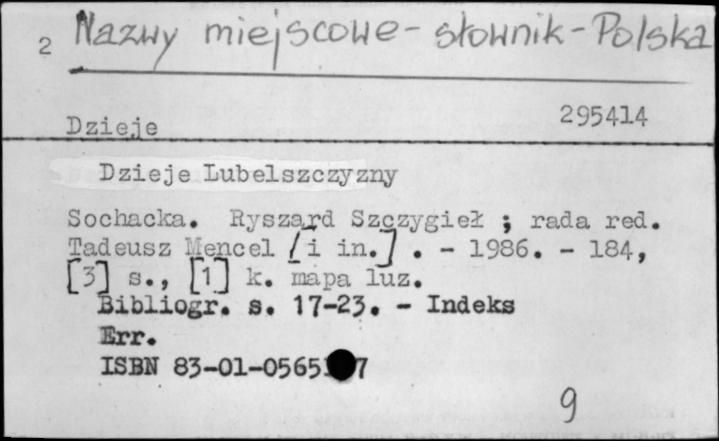 2 Nazwy miejscowe - słownik - Polska
Dzieje 295414
Dzieje Lubelszczyzny
Sochacka. Ryszard Szczygieł ; rada red.
Tadeusz Mencel [i in.] . - 1986. - 184,
[3] s., [1] k. mapa luz.
Bibliogr. s. 17-23. - Indeks
Err.
ISBN 83-01-0565 7
9